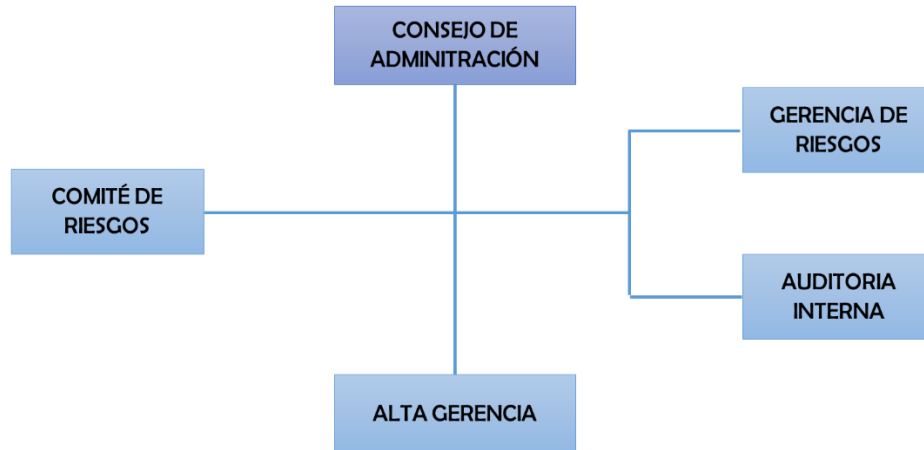 CONSEJO DE
ADMINITRACIÓN
GERENCIA DE
RIESGOS
COMITÉ DE
RIESGOS
AUDITORIA
INTERNA
ALTA GERENCIA